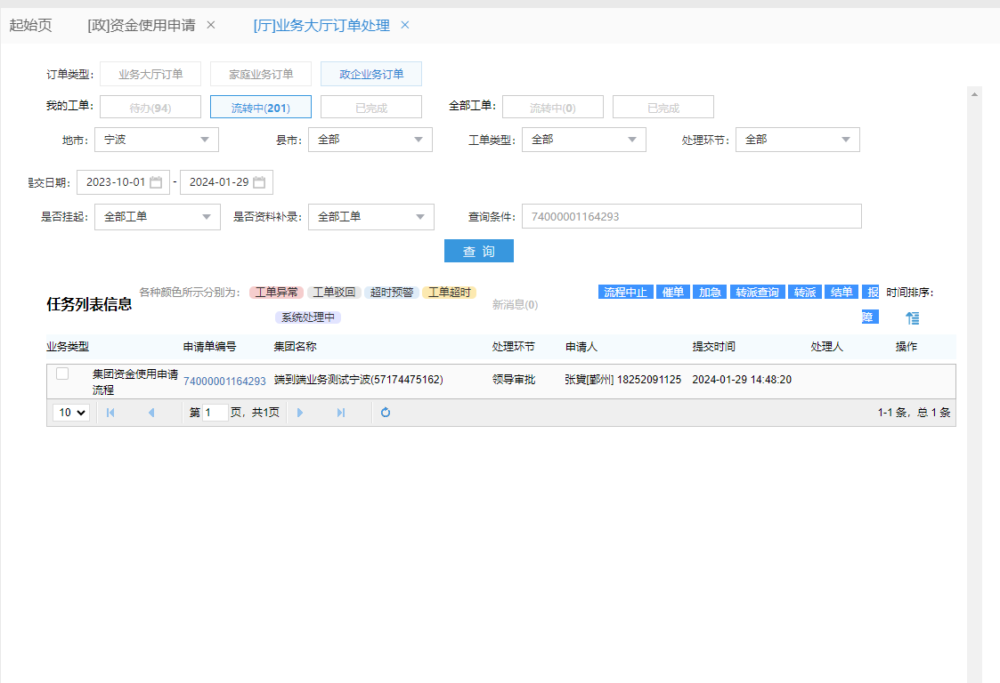 起始页 [政]资金使用申请 × [厅]业务大厅订单处理 ×
订单类型: 业务大厅订单 家庭业务订单 政企业务订单
我的工单: 待办(94) 流转中(201) 已完成 全部工单: 流转中(0) 已完成
地市: 宁波 县市: 全部 工单类型: 全部 处理环节: 全部
提交日期: 2023-10-01 - 2024-01-29
是否挂起: 全部工单 是否资料补录: 全部工单 查询条件: 74000001164293
查 询
任务列表信息 各种颜色所示分别为: 工单异常 工单驳回 超时预警 工单超时 系统处理中 新消息(0) 流程中止 催单 加急 转派查询 转派 结单 报障 时间排序:
业务类型 申请单编号 集团名称 处理环节 申请人 提交时间 处理人 操作
集团资金使用申请 74000001164293 端到端业务测试宁波(57174475162) 领导审批 张[鄞州] 18252091125 2024-01-29 14:48:20
流程
10 第 1 页，共1页 1-1 条，总 1 条